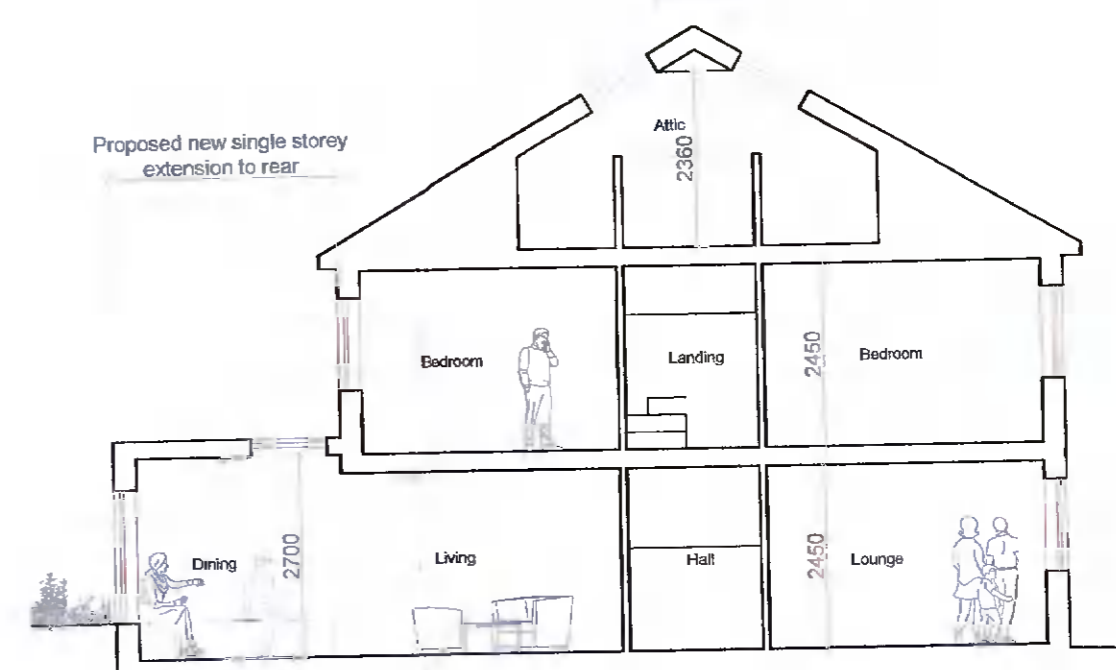 Proposed new single storey
extension to rear
Attic
2360
Bedroom
Landing
2450
Bedroom
Dining
2700
Living
Hall
2450
Lounge